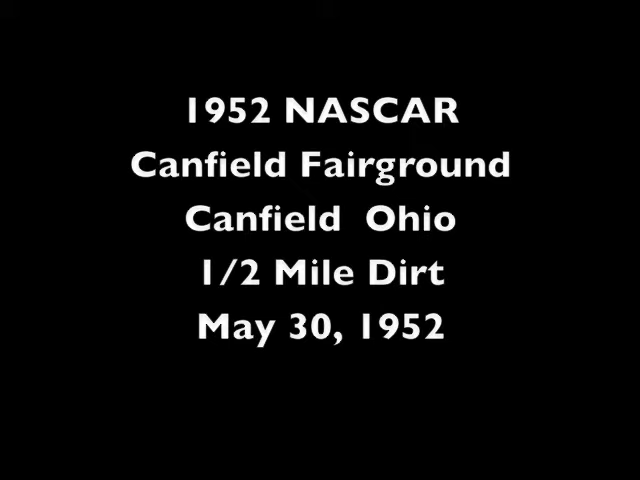 1952 NASCAR
Canfield Fairground
Canfield  Ohio
1/2 Mile Dirt
May 30, 1952